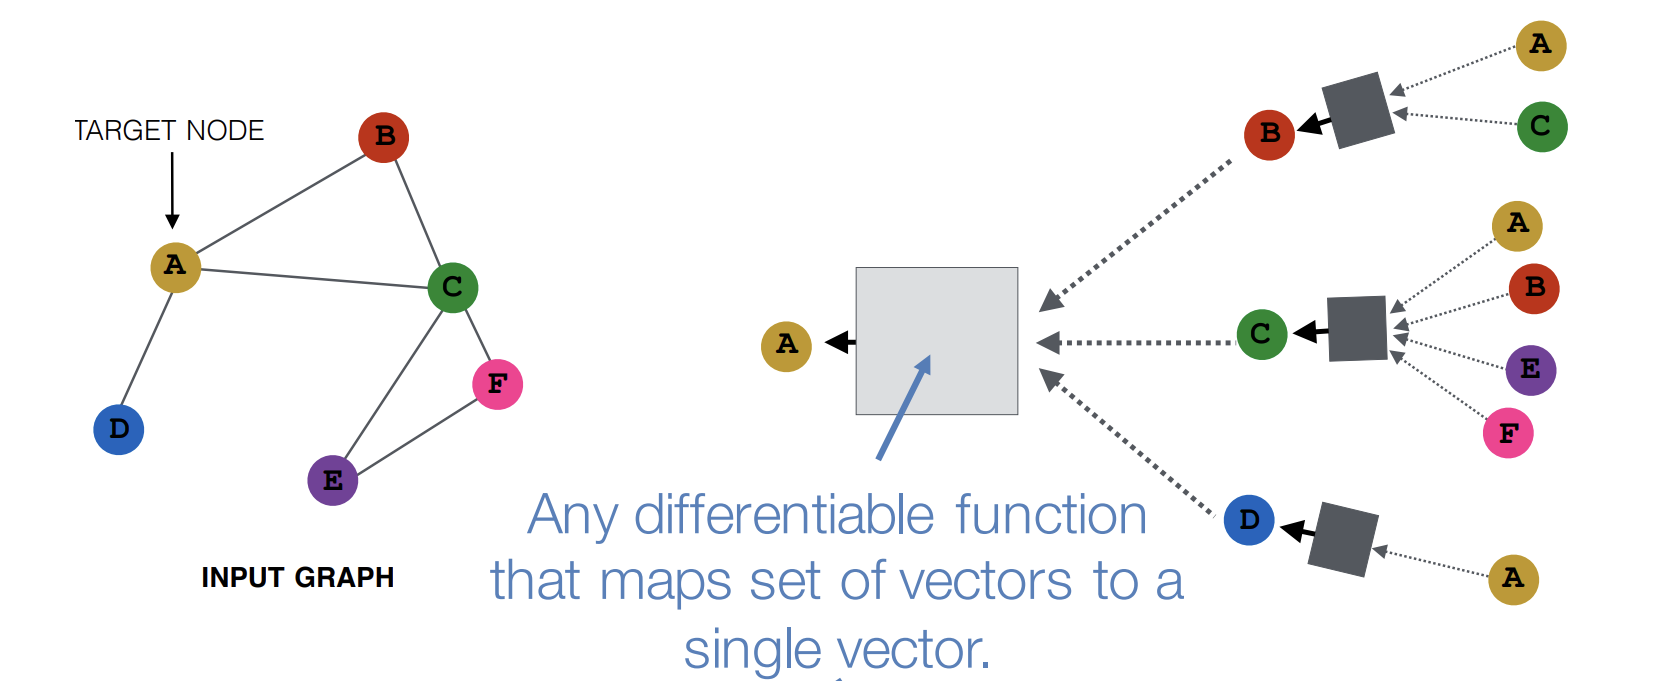 TARGET NODE
B
A
C
F
D
E
INPUT GRAPH
A
B
C
D
A
C
A
B
E
F
A
Any differentiable function
that maps set of vectors to a
single vector.